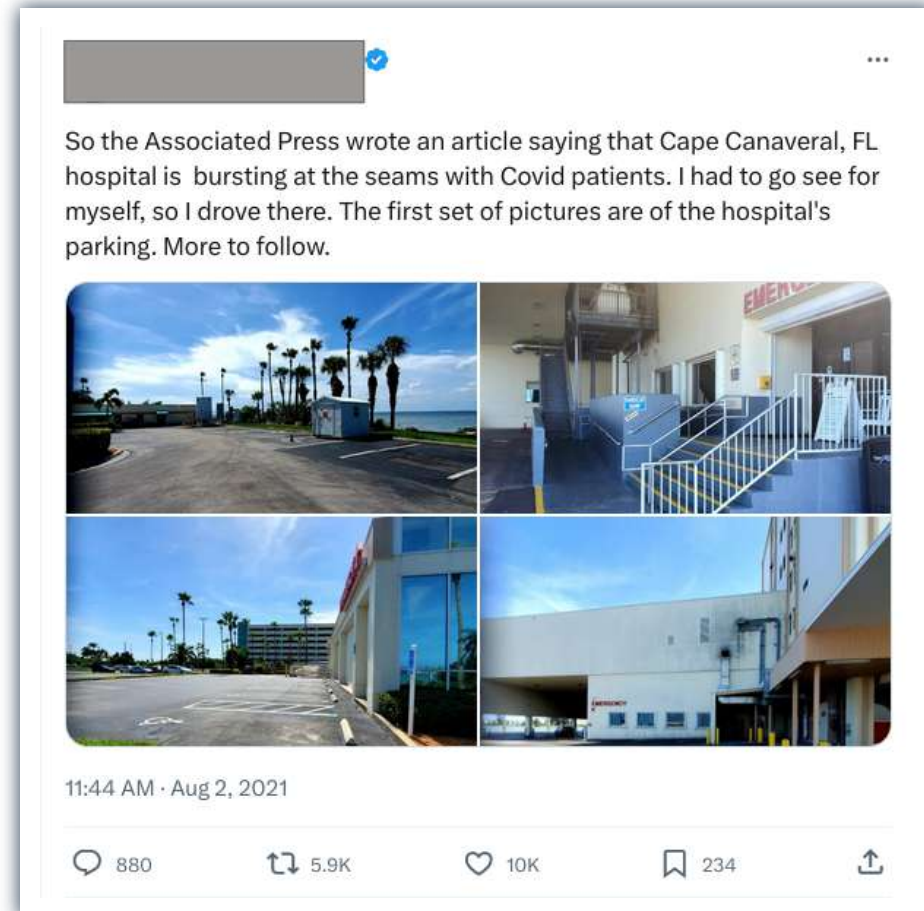 So the Associated Press wrote an article saying that Cape Canaveral, FL
hospital is  bursting at the seams with Covid patients. I had to go see for
myself, so I drove there. The first set of pictures are of the hospital's
parking. More to follow.
EMERGENCY
11:44 AM · Aug 2, 2021
880
5.9K
10K
234